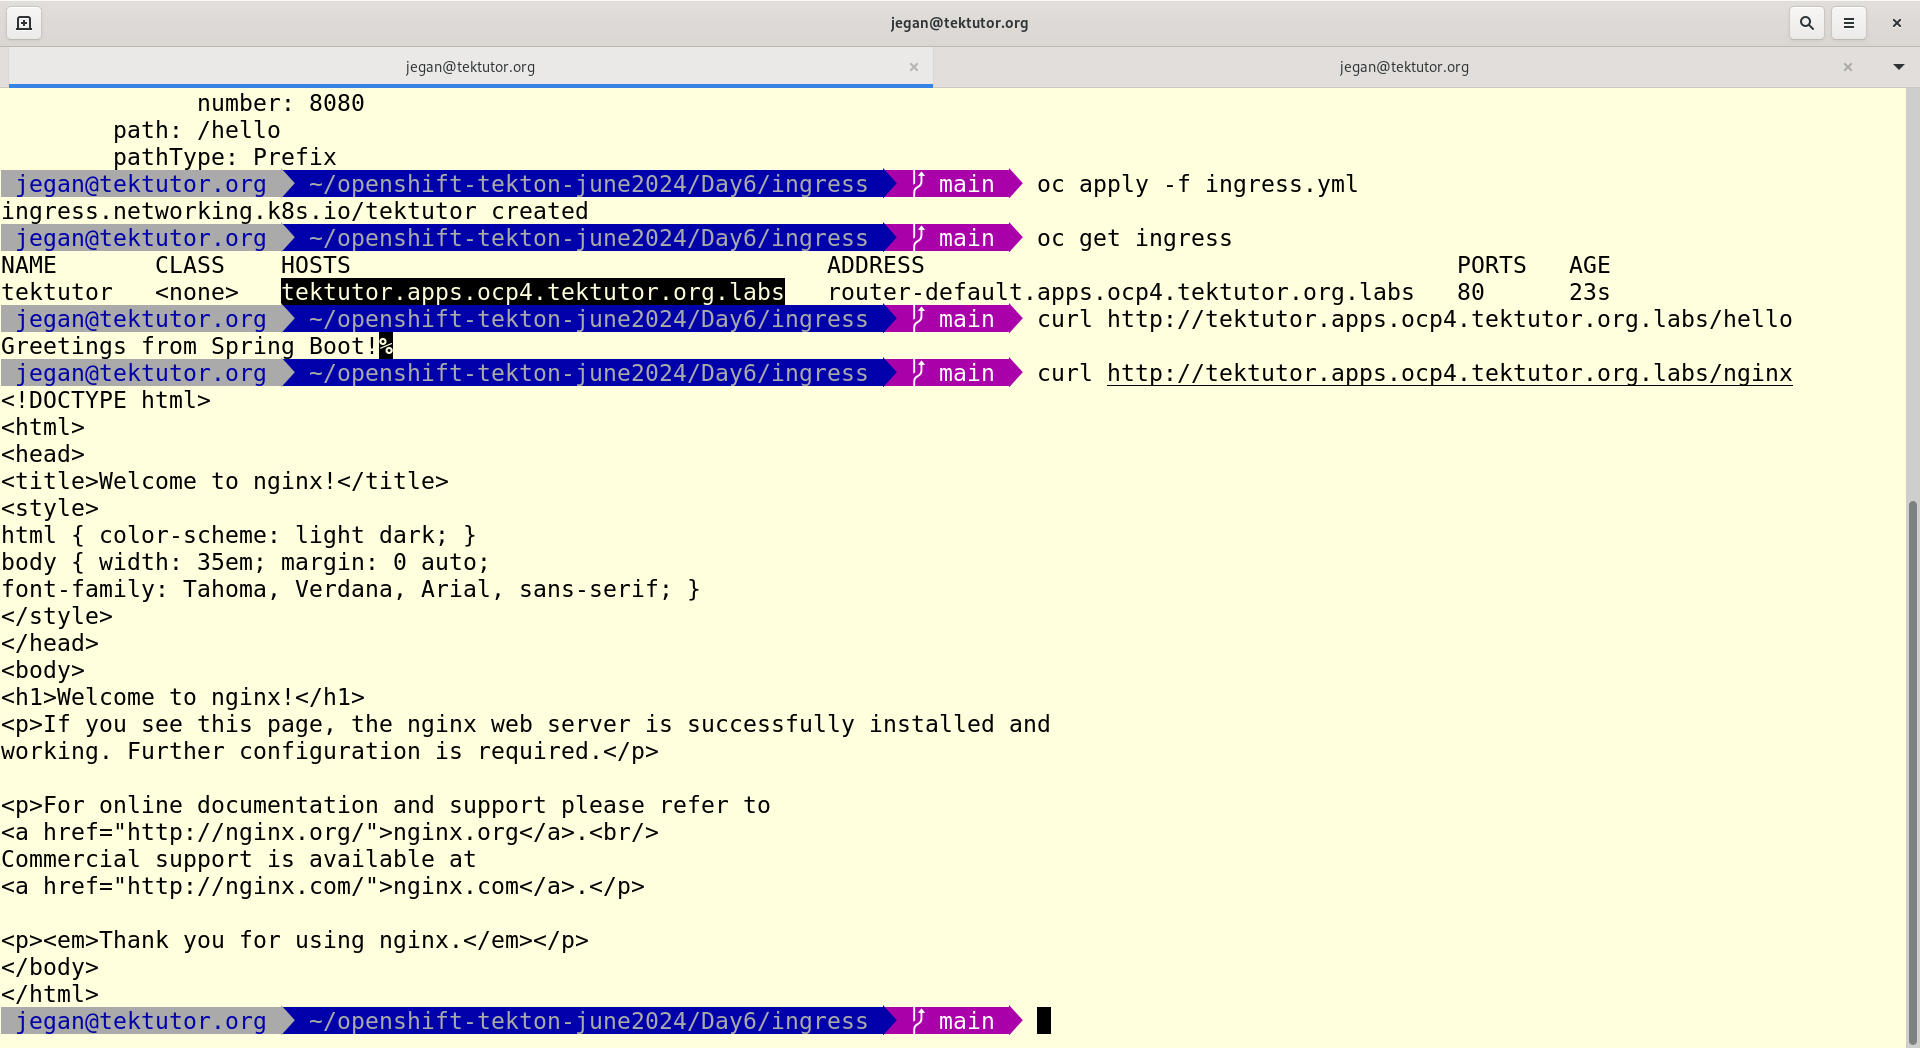 jegan@tektutor.org
jegan@tektutor.org jegan@tektutor.org
number: 8080
path: /hello
pathType: Prefix
jegan@tektutor.org ~/openshift-tekton-june2024/Day6/ingress main oc apply -f ingress.yml
ingress.networking.k8s.io/tektutor created
jegan@tektutor.org ~/openshift-tekton-june2024/Day6/ingress main oc get ingress
NAME CLASS HOSTS ADDRESS PORTS AGE
tektutor <none> tektutor.apps.ocp4.tektutor.org.labs router-default.apps.ocp4.tektutor.org.labs 80 23s
jegan@tektutor.org ~/openshift-tekton-june2024/Day6/ingress main curl http://tektutor.apps.ocp4.tektutor.org.labs/hello
Greetings from Spring Boot!%
jegan@tektutor.org ~/openshift-tekton-june2024/Day6/ingress main curl http://tektutor.apps.ocp4.tektutor.org.labs/nginx
<!DOCTYPE html>
<html>
<head>
<title>Welcome to nginx!</title>
<style>
html { color-scheme: light dark; }
body { width: 35em; margin: 0 auto;
font-family: Tahoma, Verdana, Arial, sans-serif; }
</style>
</head>
<body>
<h1>Welcome to nginx!</h1>
<p>If you see this page, the nginx web server is successfully installed and
working. Further configuration is required.</p>
<p>For online documentation and support please refer to
<a href="http://nginx.org/">nginx.org</a>.<br/>
Commercial support is available at
<a href="http://nginx.com/">nginx.com</a>.</p>
<p><em>Thank you for using nginx.</em></p>
</body>
</html>
jegan@tektutor.org ~/openshift-tekton-june2024/Day6/ingress main